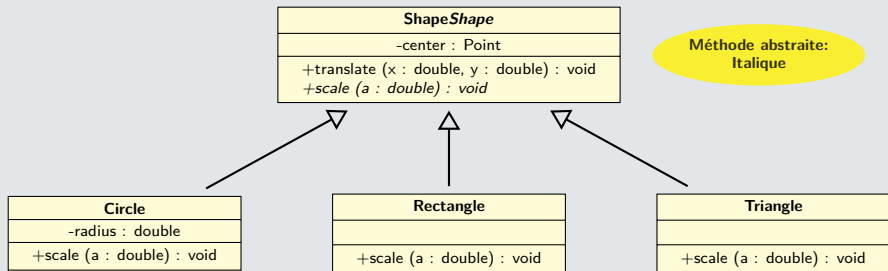 ShapeShape
-center : Point
+translate (x : double, y : double) : void
+scale (a : double) : void
Méthode abstraite:
Italique
Circle
-radius : double
+scale (a : double) : void
Rectangle
+scale (a : double) : void
Triangle
+scale (a : double) : void